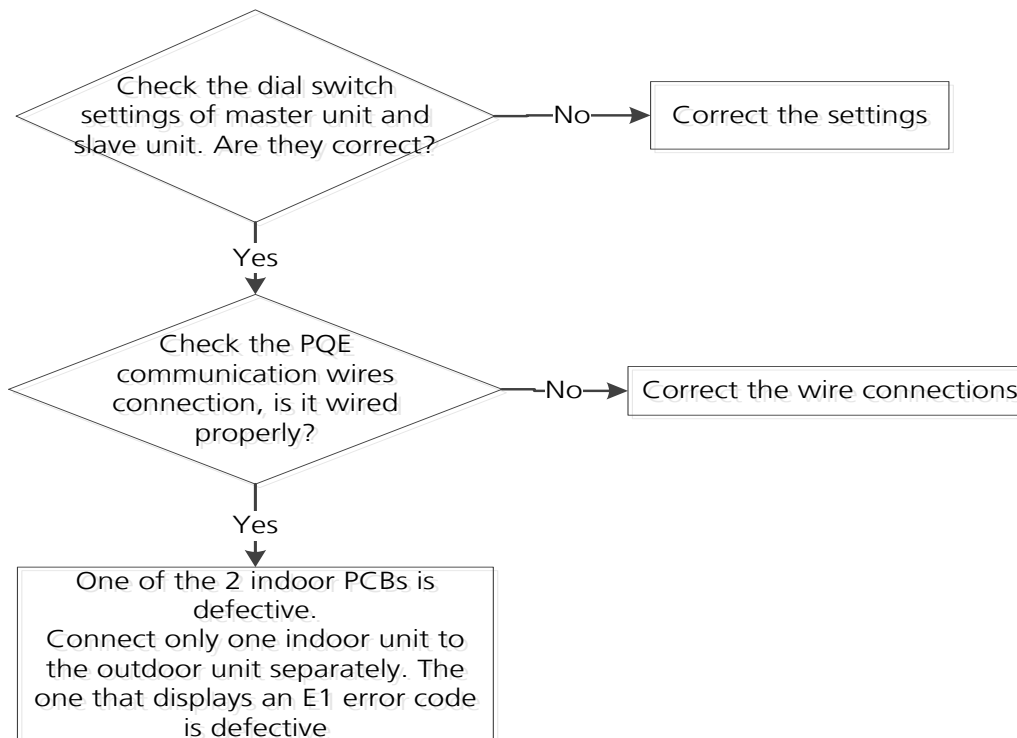 Check the dial switch
settings of master unit and
slave unit. Are they correct?
No
Correct the settings
Yes
Check the PQE
communication wires
connection, is it wired
properly?
No
Correct the wire connections
Yes
One of the 2 indoor PCBs is
defective.
Connect only one indoor unit to
the outdoor unit separately. The
one that displays an E1 error code
is defective